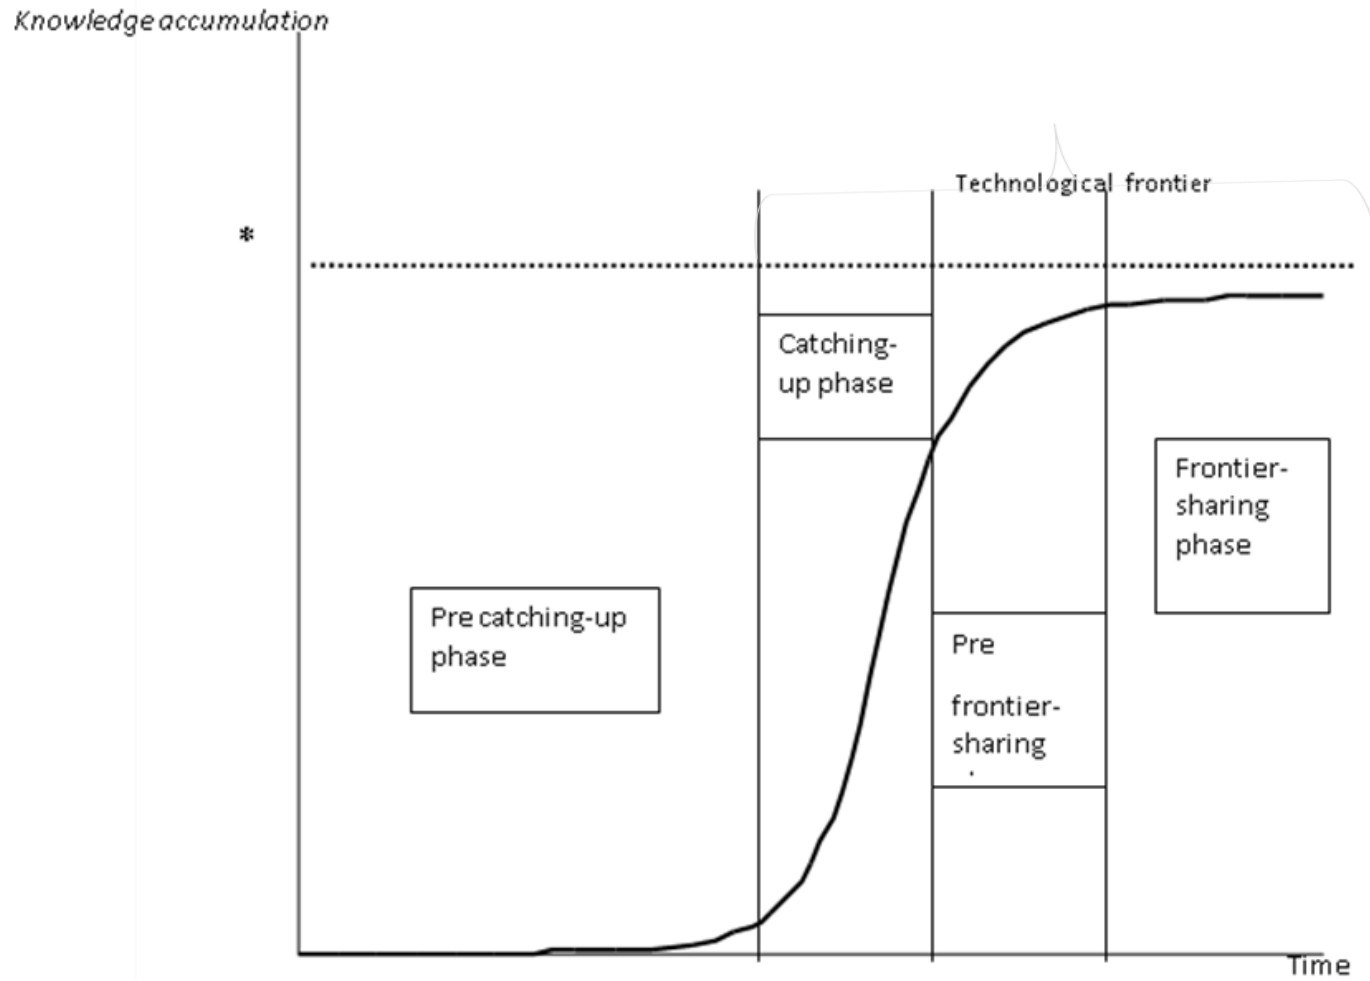 Knowledge accumulation
Technological frontier
*
Catching-
up phase
Frontier-
sharing
phase
Pre catching-up
phase
Pre
frontier-
sharing
Time